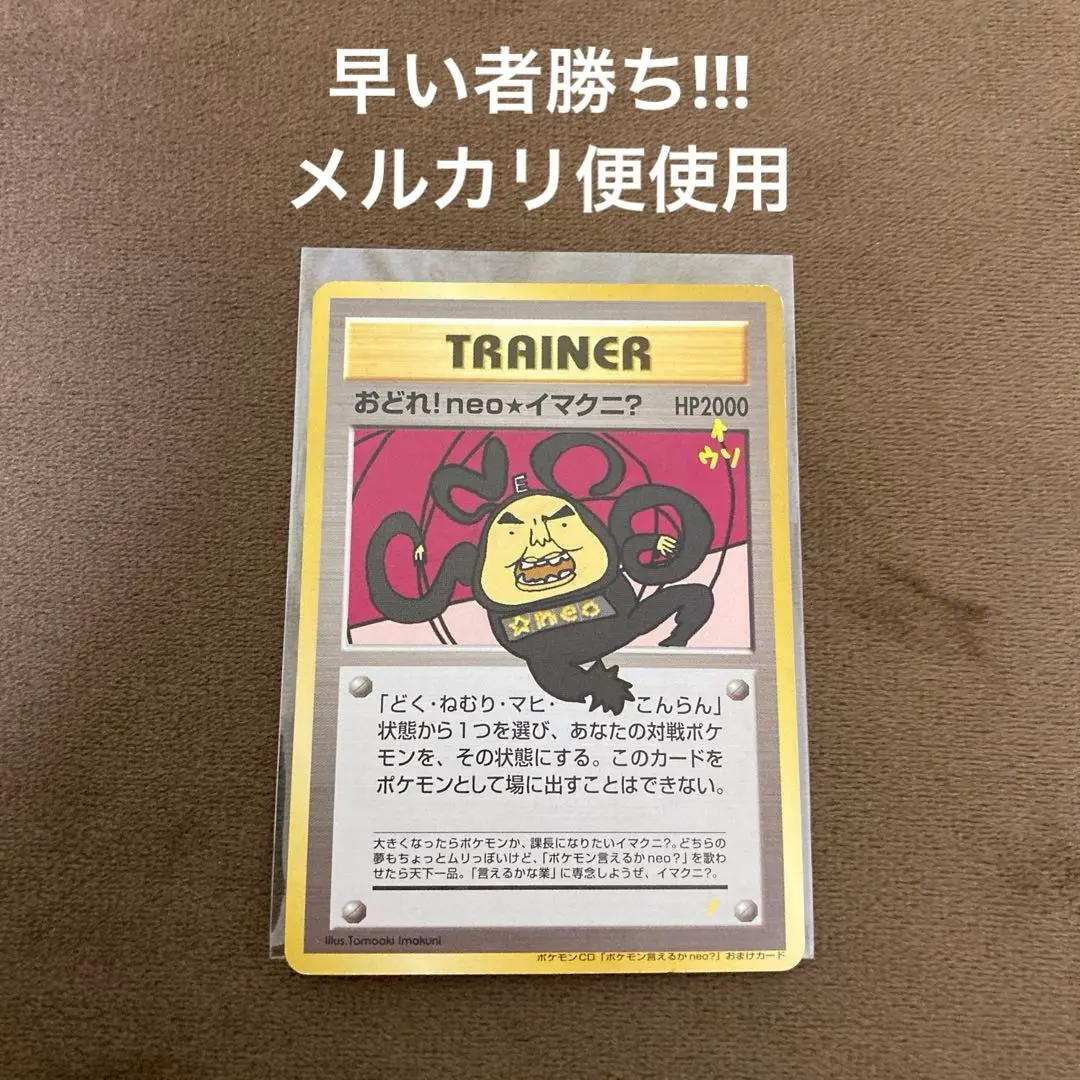 早い者勝ち!!!
メルカリ便使用
TRAINER
おどれ!neo★イマクニ? HP2000
↑
ウソ
E
☆neo
「どく・ねむり・マヒ・こんらん」
状態から1つを選び、あなたの対戦ポケ
モンを、その状態にする。このカードを
ポケモンとして場に出すことはできない。
大きくなったらポケモンか、課長になりたいイマクニ?。どちらの
夢もちょっとムリっぽいけど、「ポケモン言えるかneo?」を歌わ
せたら天下一品。「言えるかな業」に専念しようぜ、イマクニ?。
Illus.Tomoaki Imakuni
ポケモンCD「ポケモン言えるかneo?」おまけカード